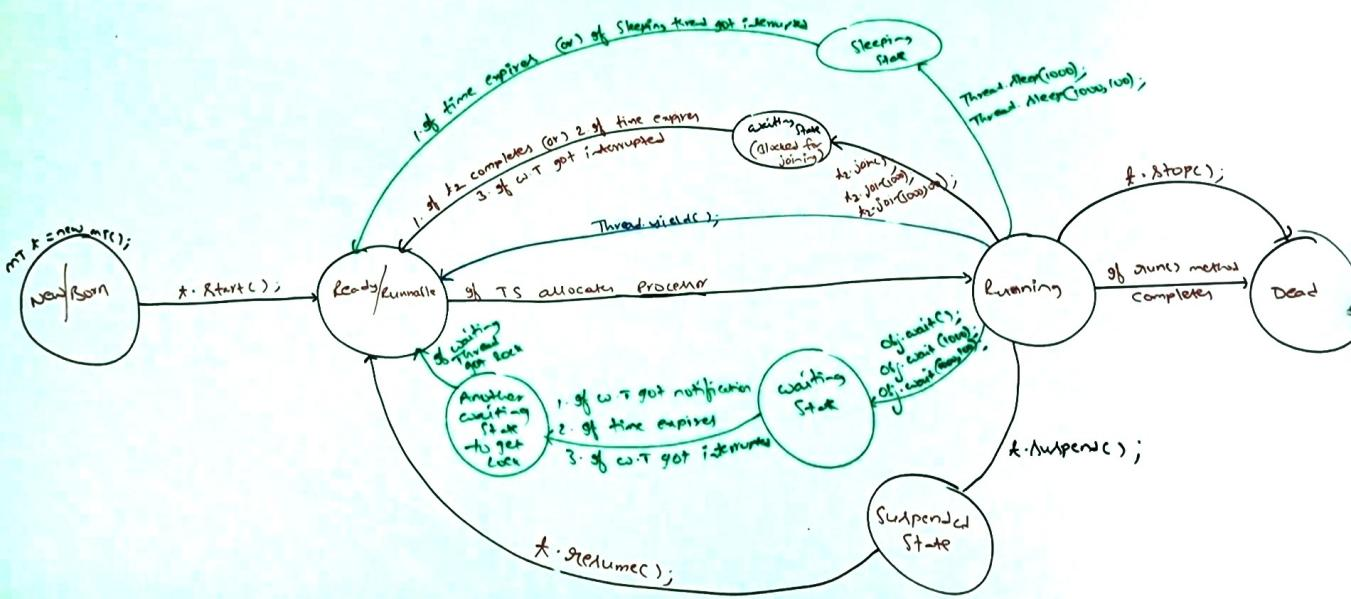 1. If time expires (or) If Sleeping thread got interrupted
Sleeping
State
Thread.sleep(1000);
Thread.sleep(1000,100);
1. If t2 completes (or) 2. If time expires
3. If W.T got interrupted
waiting
State
(Blocked for
joining)
t2.join();
t2.join(1000);
t2.join(1000,100);
t.stop();
Thread.yield();
MT t = new MT();
New/Born
t.start();
Ready/Runnable
If TS allocates Processor
Running
If run() method
completes
Dead
If waiting
Thread
got lock
Another
waiting
State
to get
lock
1. If W.T got notification
2. If time expires
3. If W.T got interrupted
waiting
State
obj.wait();
obj.wait(1000);
obj.wait(1000,100);
t.suspend();
Suspended
State
t.resume();